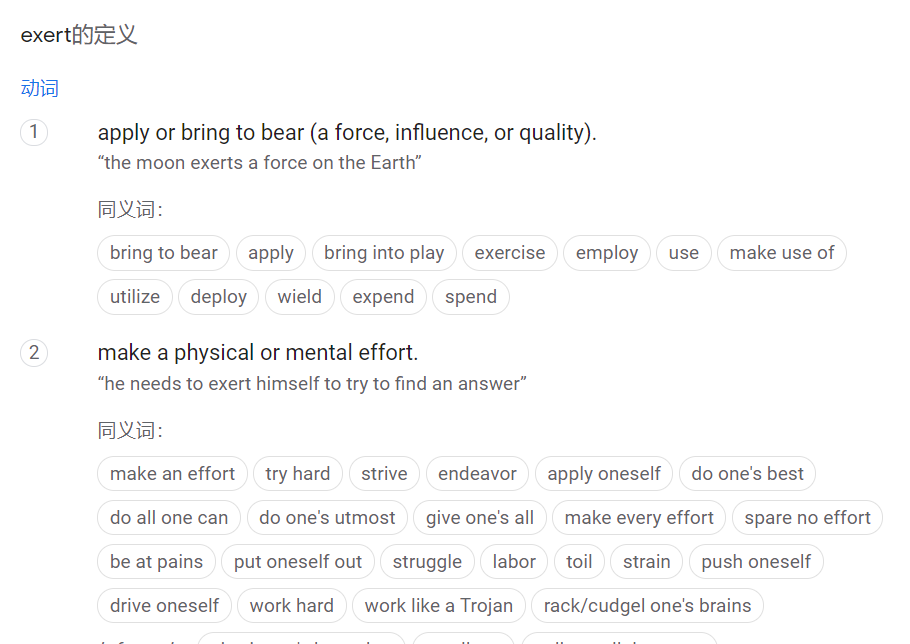 exert的定义
动词
1 apply or bring to bear (a force, influence, or quality).
“the moon exerts a force on the Earth”
同义词：
bring to bear apply bring into play exercise employ use make use of
utilize deploy wield expend spend
2 make a physical or mental effort.
“he needs to exert himself to try to find an answer”
同义词：
make an effort try hard strive endeavor apply oneself do one's best
do all one can do one's utmost give one's all make every effort spare no effort
be at pains put oneself out struggle labor toil strain push oneself
drive oneself work hard work like a Trojan rack/cudgel one's brains